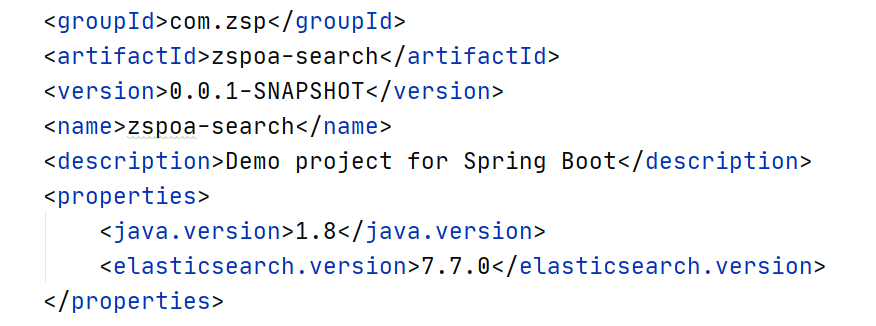 <groupId>com.zsp</groupId>
<artifactId>zspoa-search</artifactId>
<version>0.0.1-SNAPSHOT</version>
<name>zspoa-search</name>
<description>Demo project for Spring Boot</description>
<properties>
    <java.version>1.8</java.version>
    <elasticsearch.version>7.7.0</elasticsearch.version>
</properties>